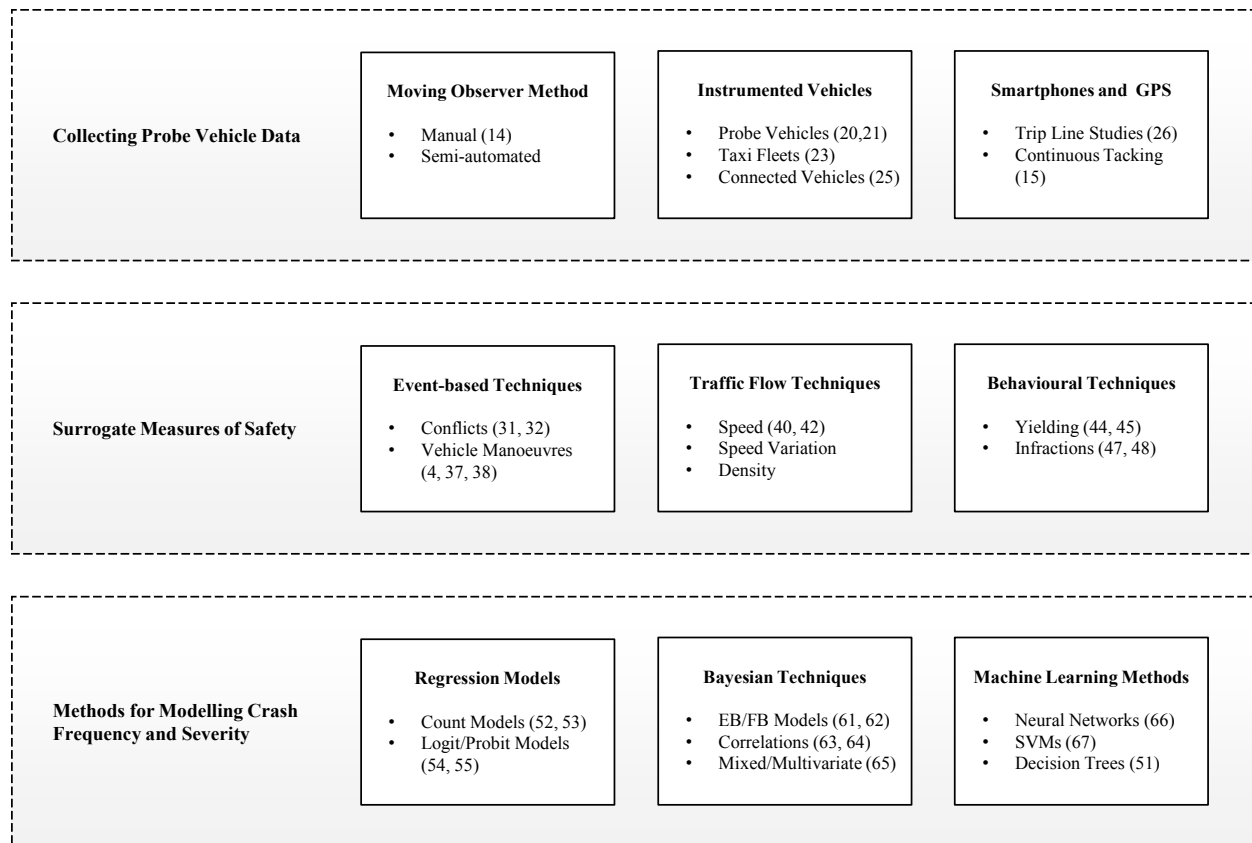 Collecting Probe Vehicle Data
Moving Observer Method
• Manual (14)
• Semi-automated
Instrumented Vehicles
• Probe Vehicles (20,21)
• Taxi Fleets (23)
• Connected Vehicles (25)
Smartphones and GPS
• Trip Line Studies (26)
• Continuous Tacking
(15)
Surrogate Measures of Safety
Event-based Techniques
• Conflicts (31, 32)
• Vehicle Manoeuvres
(4, 37, 38)
Traffic Flow Techniques
• Speed (40, 42)
• Speed Variation
• Density
Behavioural Techniques
• Yielding (44, 45)
• Infractions (47, 48)
Methods for Modelling Crash
Frequency and Severity
Regression Models
• Count Models (52, 53)
• Logit/Probit Models
(54, 55)
Bayesian Techniques
• EB/FB Models (61, 62)
• Correlations (63, 64)
• Mixed/Multivariate (65)
Machine Learning Methods
• Neural Networks (66)
• SVMs (67)
• Decision Trees (51)